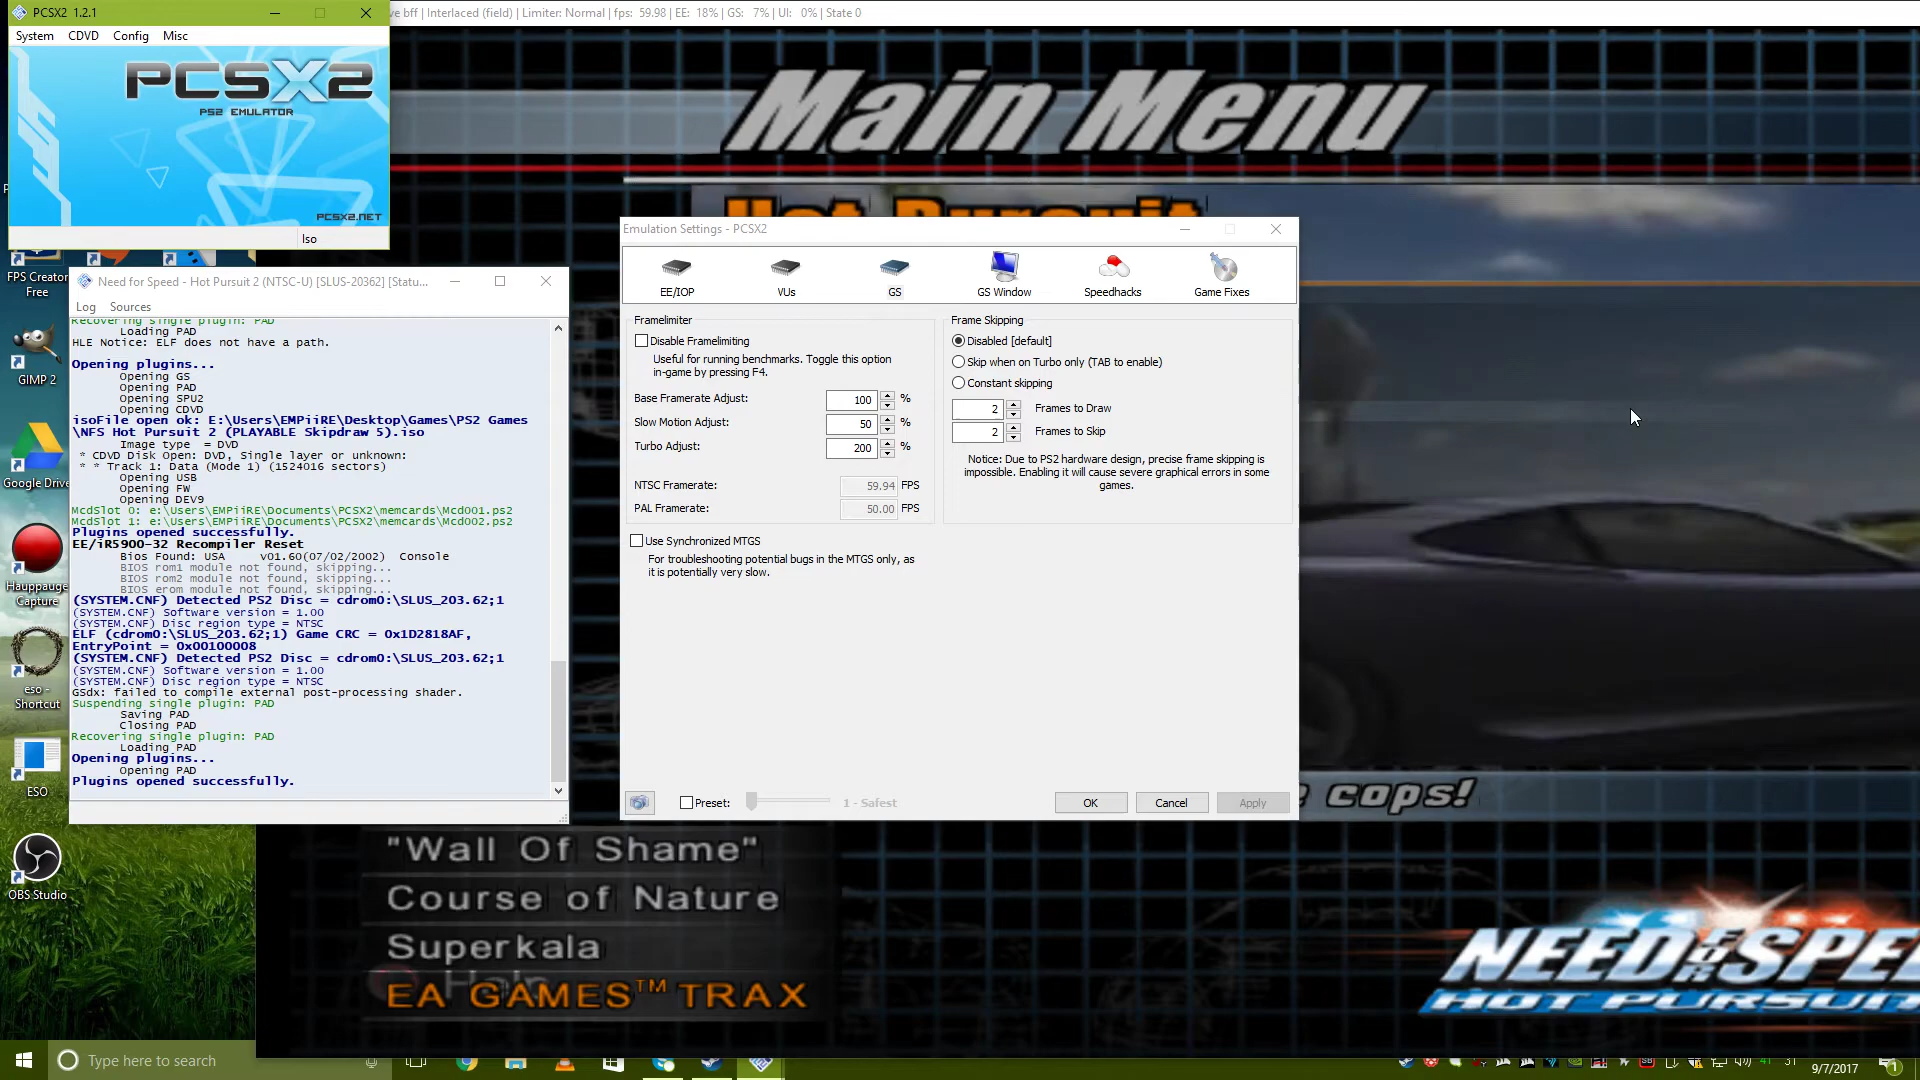 PCSX2 1.2.1
bff | Interlaced (field) | Limiter: Normal | fps: 59.98 | EE: 18% | GS: 7% | UI: 0% | State 0
System CDVD Config Misc
PCSX2
PS2 EMULATOR
PCSX2.NET
Iso
Main Menu
Hot Pursuit
Need for Speed - Hot Pursuit 2 (NTSC-U) [SLUS-20362] [Statu...
Log Sources
Recovering single plugin: PAD
Loading PAD
HLE Notice: ELF does not have a path.
Opening plugins...
Opening GS
Opening PAD
Opening SPU2
Opening CDVD
isoFile open ok: E:\Users\EMPiiRE\Desktop\Games\PS2 Games
\NFS Hot Pursuit 2 (PLAYABLE Skipdraw 5).iso
Image type = DVD
* CDVD Disk Open: DVD, Single layer or unknown:
* * Track 1: Data (Mode 1) (1524016 sectors)
Opening USB
Opening FW
Opening DEV9
McdSlot 0: e:\Users\EMPiiRE\Documents\PCSX2\memcards\Mcd001.ps2
McdSlot 1: e:\Users\EMPiiRE\Documents\PCSX2\memcards\Mcd002.ps2
Plugins opened successfully.
EE/iR5900-32 Recompiler Reset
Bios Found: USA v01.60(07/02/2002) Console
BIOS rom1 module not found, skipping...
BIOS rom2 module not found, skipping...
BIOS erom module not found, skipping...
(SYSTEM.CNF) Detected PS2 Disc = cdrom0:\SLUS_203.62;1
(SYSTEM.CNF) Software version = 1.00
(SYSTEM.CNF) Disc region type = NTSC
ELF (cdrom0:\SLUS_203.62;1) Game CRC = 0x1D2818AF,
EntryPoint = 0x00100008
(SYSTEM.CNF) Detected PS2 Disc = cdrom0:\SLUS_203.62;1
(SYSTEM.CNF) Software version = 1.00
(SYSTEM.CNF) Disc region type = NTSC
GSdx: failed to compile external post-processing shader.
Suspending single plugin: PAD
Saving PAD
Closing PAD
Recovering single plugin: PAD
Loading PAD
Opening plugins...
Opening PAD
Plugins opened successfully.
Emulation Settings - PCSX2
EE/IOP VUs GS GS Window Speedhacks Game Fixes
Framelimiter
Disable Framelimiting
Useful for running benchmarks. Toggle this option
in-game by pressing F4.
Base Framerate Adjust: 100 %
Slow Motion Adjust: 50 %
Turbo Adjust: 200 %
NTSC Framerate: 59.94 FPS
PAL Framerate: 50.00 FPS
Use Synchronized MTGS
For troubleshooting potential bugs in the MTGS only, as
it is potentially very slow.
Frame Skipping
Disabled [default]
Skip when on Turbo only (TAB to enable)
Constant skipping
2 Frames to Draw
2 Frames to Skip
Notice: Due to PS2 hardware design, precise frame skipping is
impossible. Enabling it will cause severe graphical errors in some
games.
Preset: 1 - Safest
OK Cancel Apply
cops!
FPS Creator
Free
GIMP 2
Google Drive
Hauppauge
Capture
eso -
Shortcut
ESO
OBS Studio
"Wall Of Shame"
Course of Nature
Superkala
Help
EA GAMES™ TRAX
NEED FOR SPE
HOT PURSUI
Type here to search
9/7/2017
1